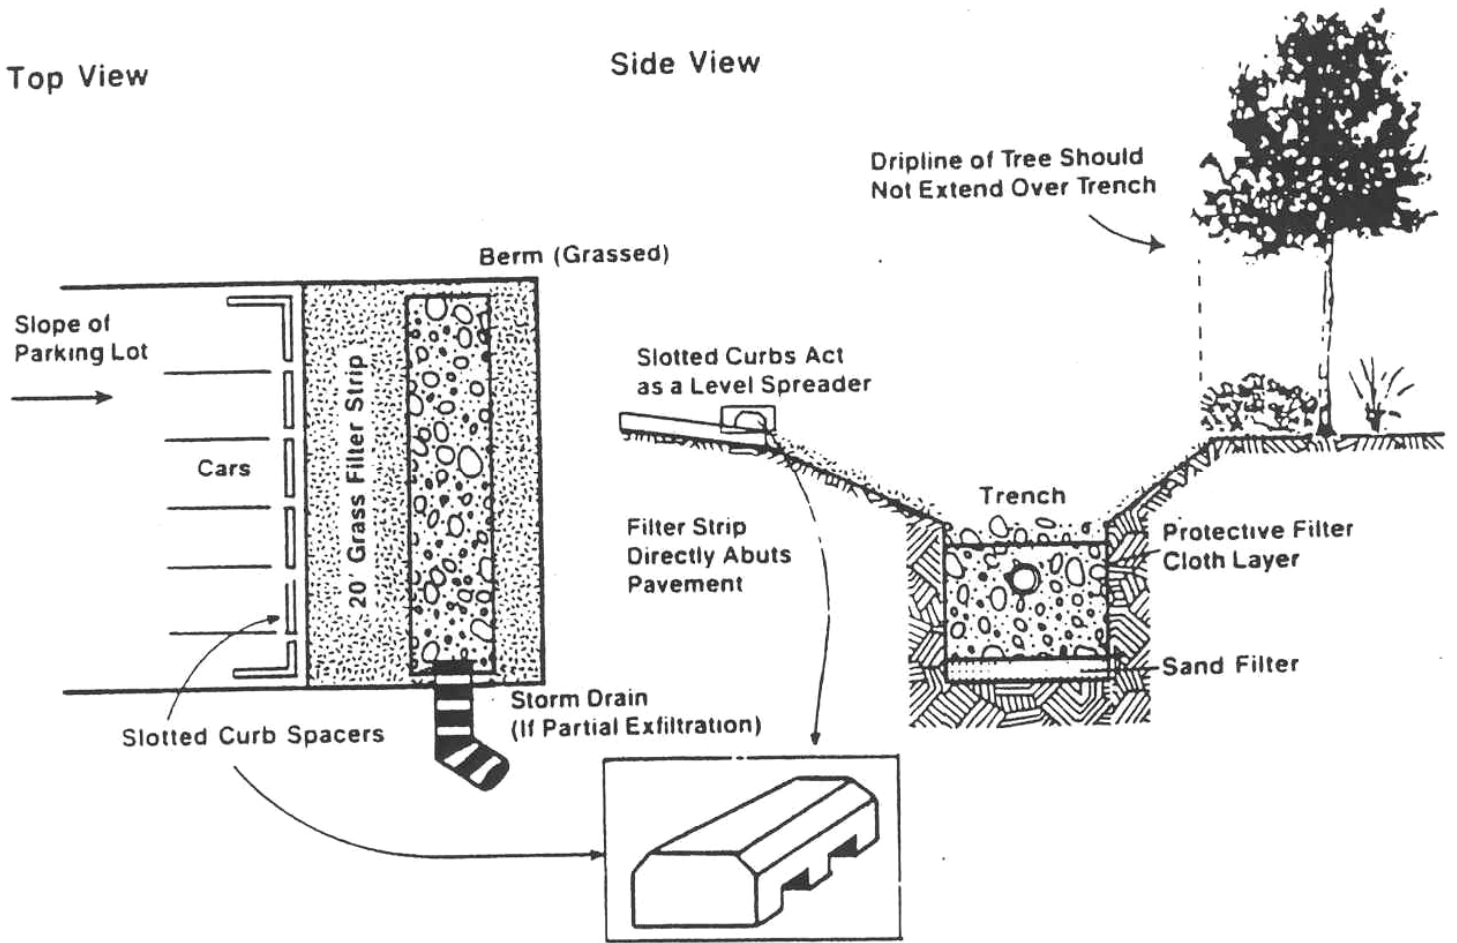 Top View
Side View
Dripline of Tree Should
Not Extend Over Trench
Berm (Grassed)
Slope of
Parking Lot
Slotted Curbs Act
as a Level Spreader
20' Grass Filter Strip
Cars
Trench
Filter Strip
Directly Abuts
Pavement
Protective Filter
Cloth Layer
Sand Filter
Storm Drain
(If Partial Exfiltration)
Slotted Curb Spacers